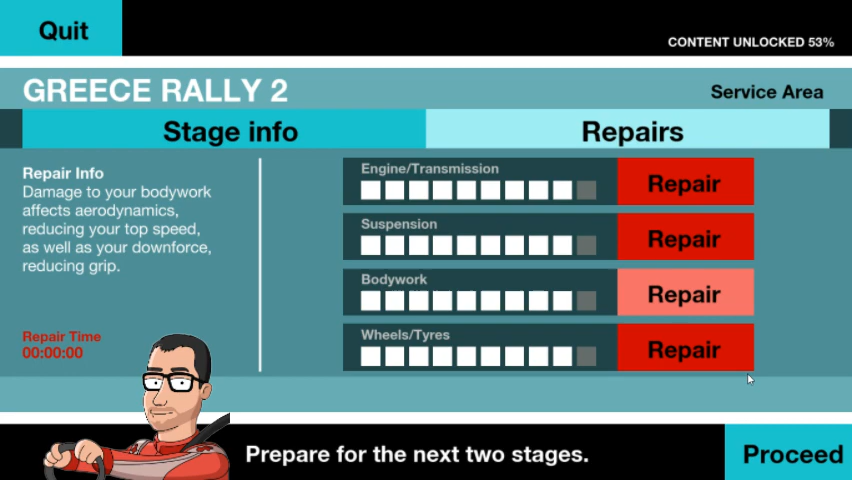 Quit
CONTENT UNLOCKED 53%
GREECE RALLY 2
Service Area
Stage info
Repairs
Repair Info
Damage to your bodywork
affects aerodynamics,
reducing your top speed,
as well as your downforce,
reducing grip.
Repair Time
00:00:00
Engine/Transmission
Repair
Suspension
Repair
Bodywork
Repair
Wheels/Tyres
Repair
Prepare for the next two stages.
Proceed